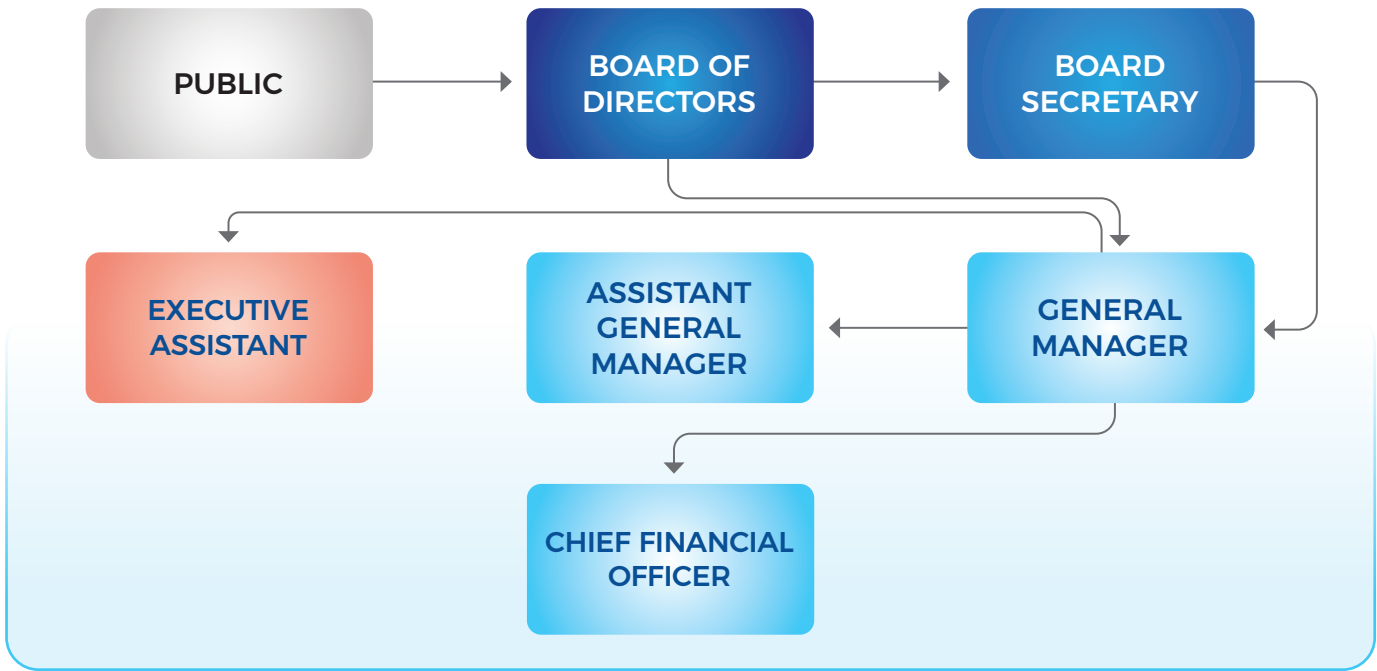 PUBLIC
BOARD OF
DIRECTORS
BOARD
SECRETARY
EXECUTIVE
ASSISTANT
ASSISTANT
GENERAL
MANAGER
GENERAL
MANAGER
CHIEF FINANCIAL
OFFICER